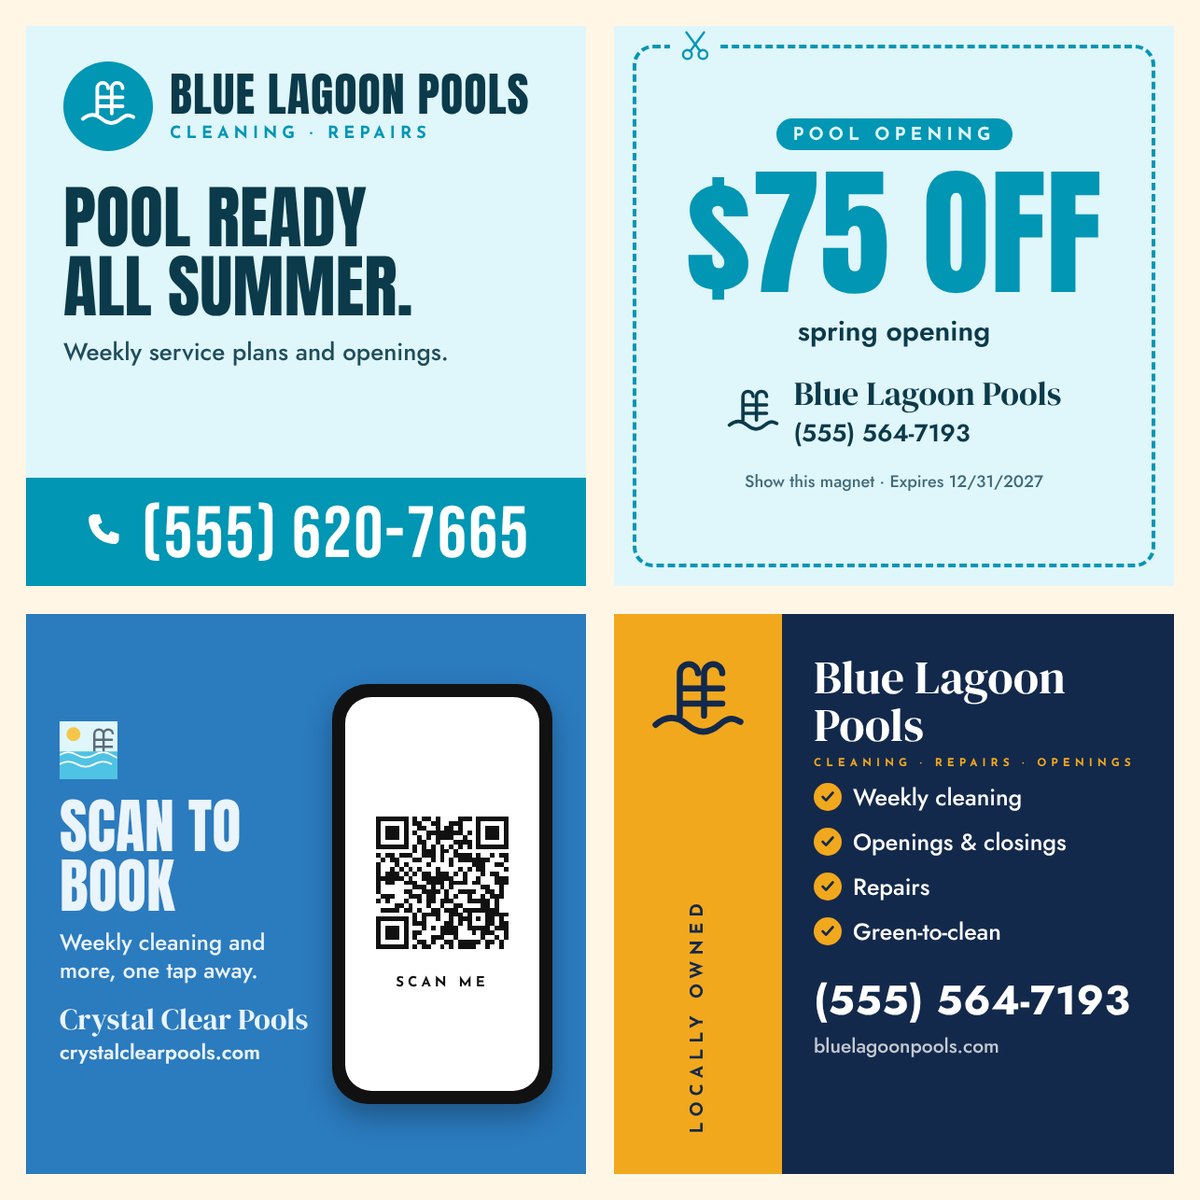 BLUE LAGOON POOLS
CLEANING · REPAIRS
POOL READY
ALL SUMMER.
Weekly service plans and openings.
(555) 620-7665
POOL OPENING
$75 OFF
spring opening
Blue Lagoon Pools
(555) 564-7193
Show this magnet · Expires 12/31/2027
SCAN TO
BOOK
Weekly cleaning and
more, one tap away.
Crystal Clear Pools
crystalclearpools.com
SCAN ME
LOCALLY OWNED
Blue Lagoon
Pools
CLEANING · REPAIRS · OPENINGS
Weekly cleaning
Openings & closings
Repairs
Green-to-clean
(555) 564-7193
bluelagoonpools.com